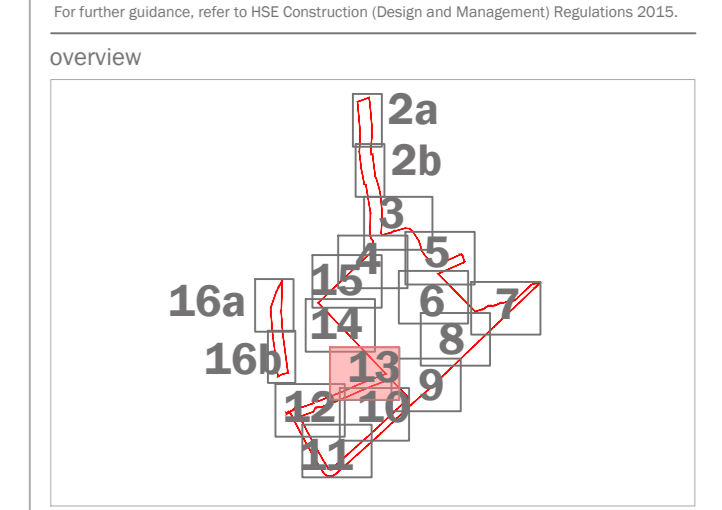 For further guidance, refer to HSE Construction (Design and Management) Regulations 2015.
overview
2a
2b
3
4
5
15
16a
6
7
14
8
16b
13
9
12
10
11